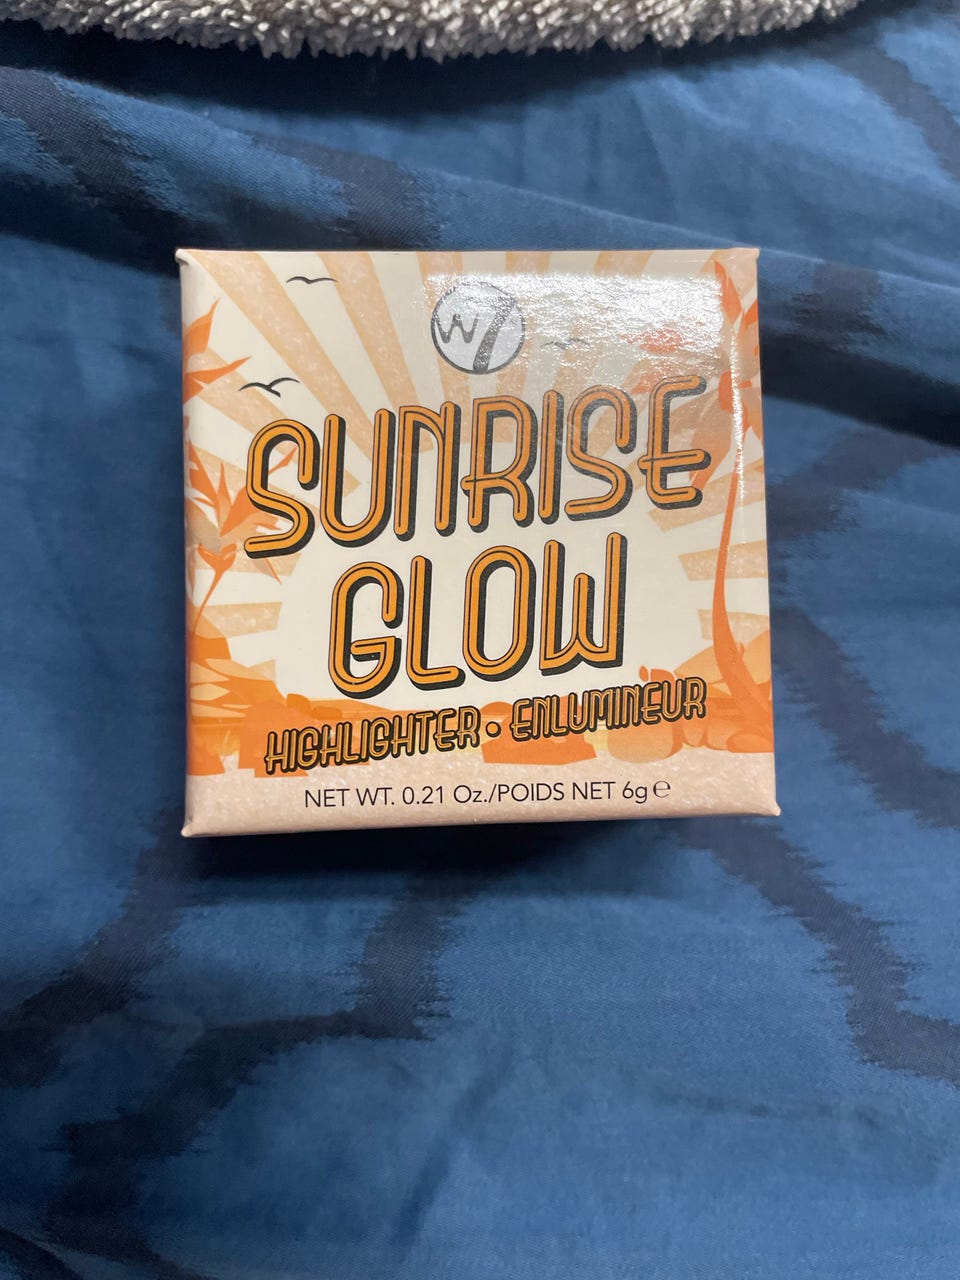 W7
SUNRISE
GLOW
HIGHLIGHTER • ENLUMINEUR
NET WT. 0.21 Oz./POIDS NET 6g ℮